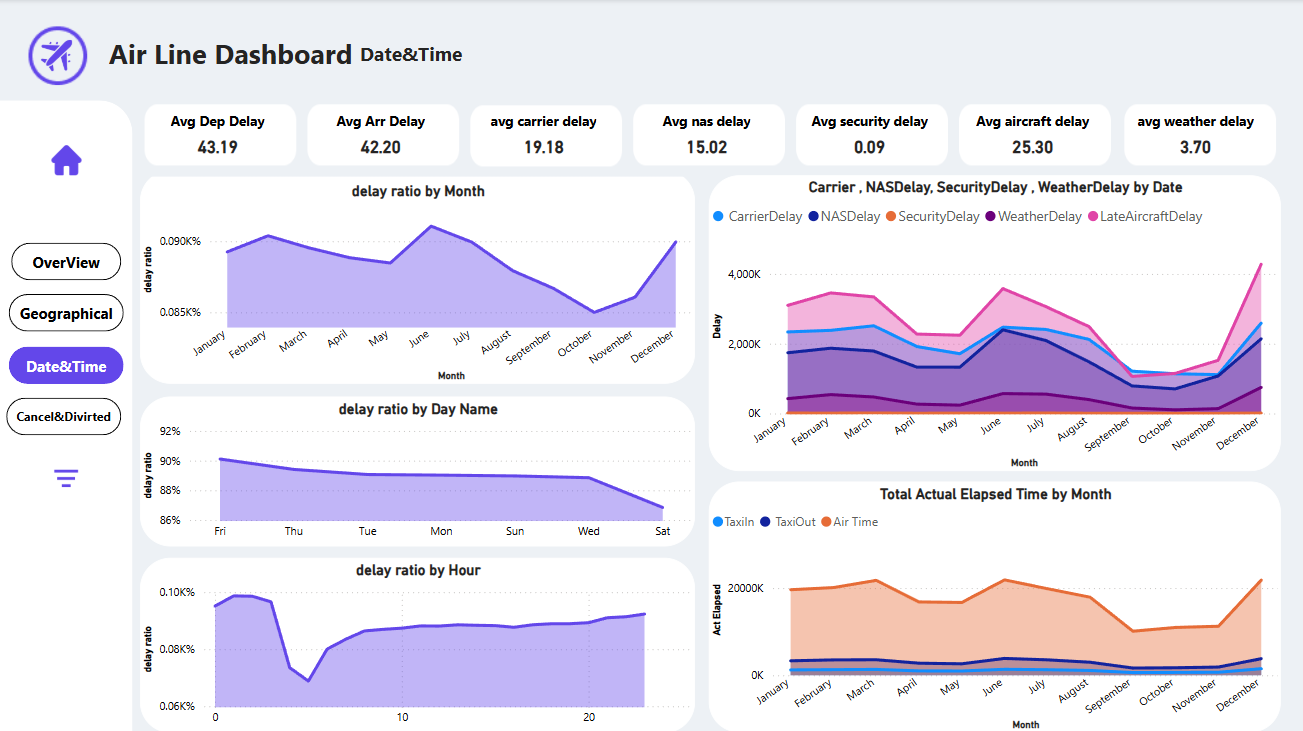 Air Line Dashboard Date&Time
Avg Dep Delay
43.19
Avg Arr Delay
42.20
avg carrier delay
19.18
Avg nas delay
15.02
Avg security delay
0.09
Avg aircraft delay
25.30
avg weather delay
3.70
OverView
Geographical
Date&Time
Cancel&Divirted
delay ratio by Month
delay ratio
0.090K%
0.085K%
January
February
March
April
May
June
July
August
September
October
November
December
Month
delay ratio by Day Name
delay ratio
92%
90%
88%
86%
Fri
Thu
Tue
Mon
Sun
Wed
Sat
delay ratio by Hour
delay ratio
0.10K%
0.08K%
0.06K%
0
10
20
Carrier , NASDelay, SecurityDelay , WeatherDelay by Date
CarrierDelay NASDelay SecurityDelay WeatherDelay LateAircraftDelay
Delay
4,000K
2,000K
0K
January
February
March
April
May
June
July
August
September
October
November
December
Month
Total Actual Elapsed Time by Month
TaxiIn TaxiOut Air Time
Act Elapsed
20000K
0K
January
February
March
April
May
June
July
August
September
October
November
December
Month